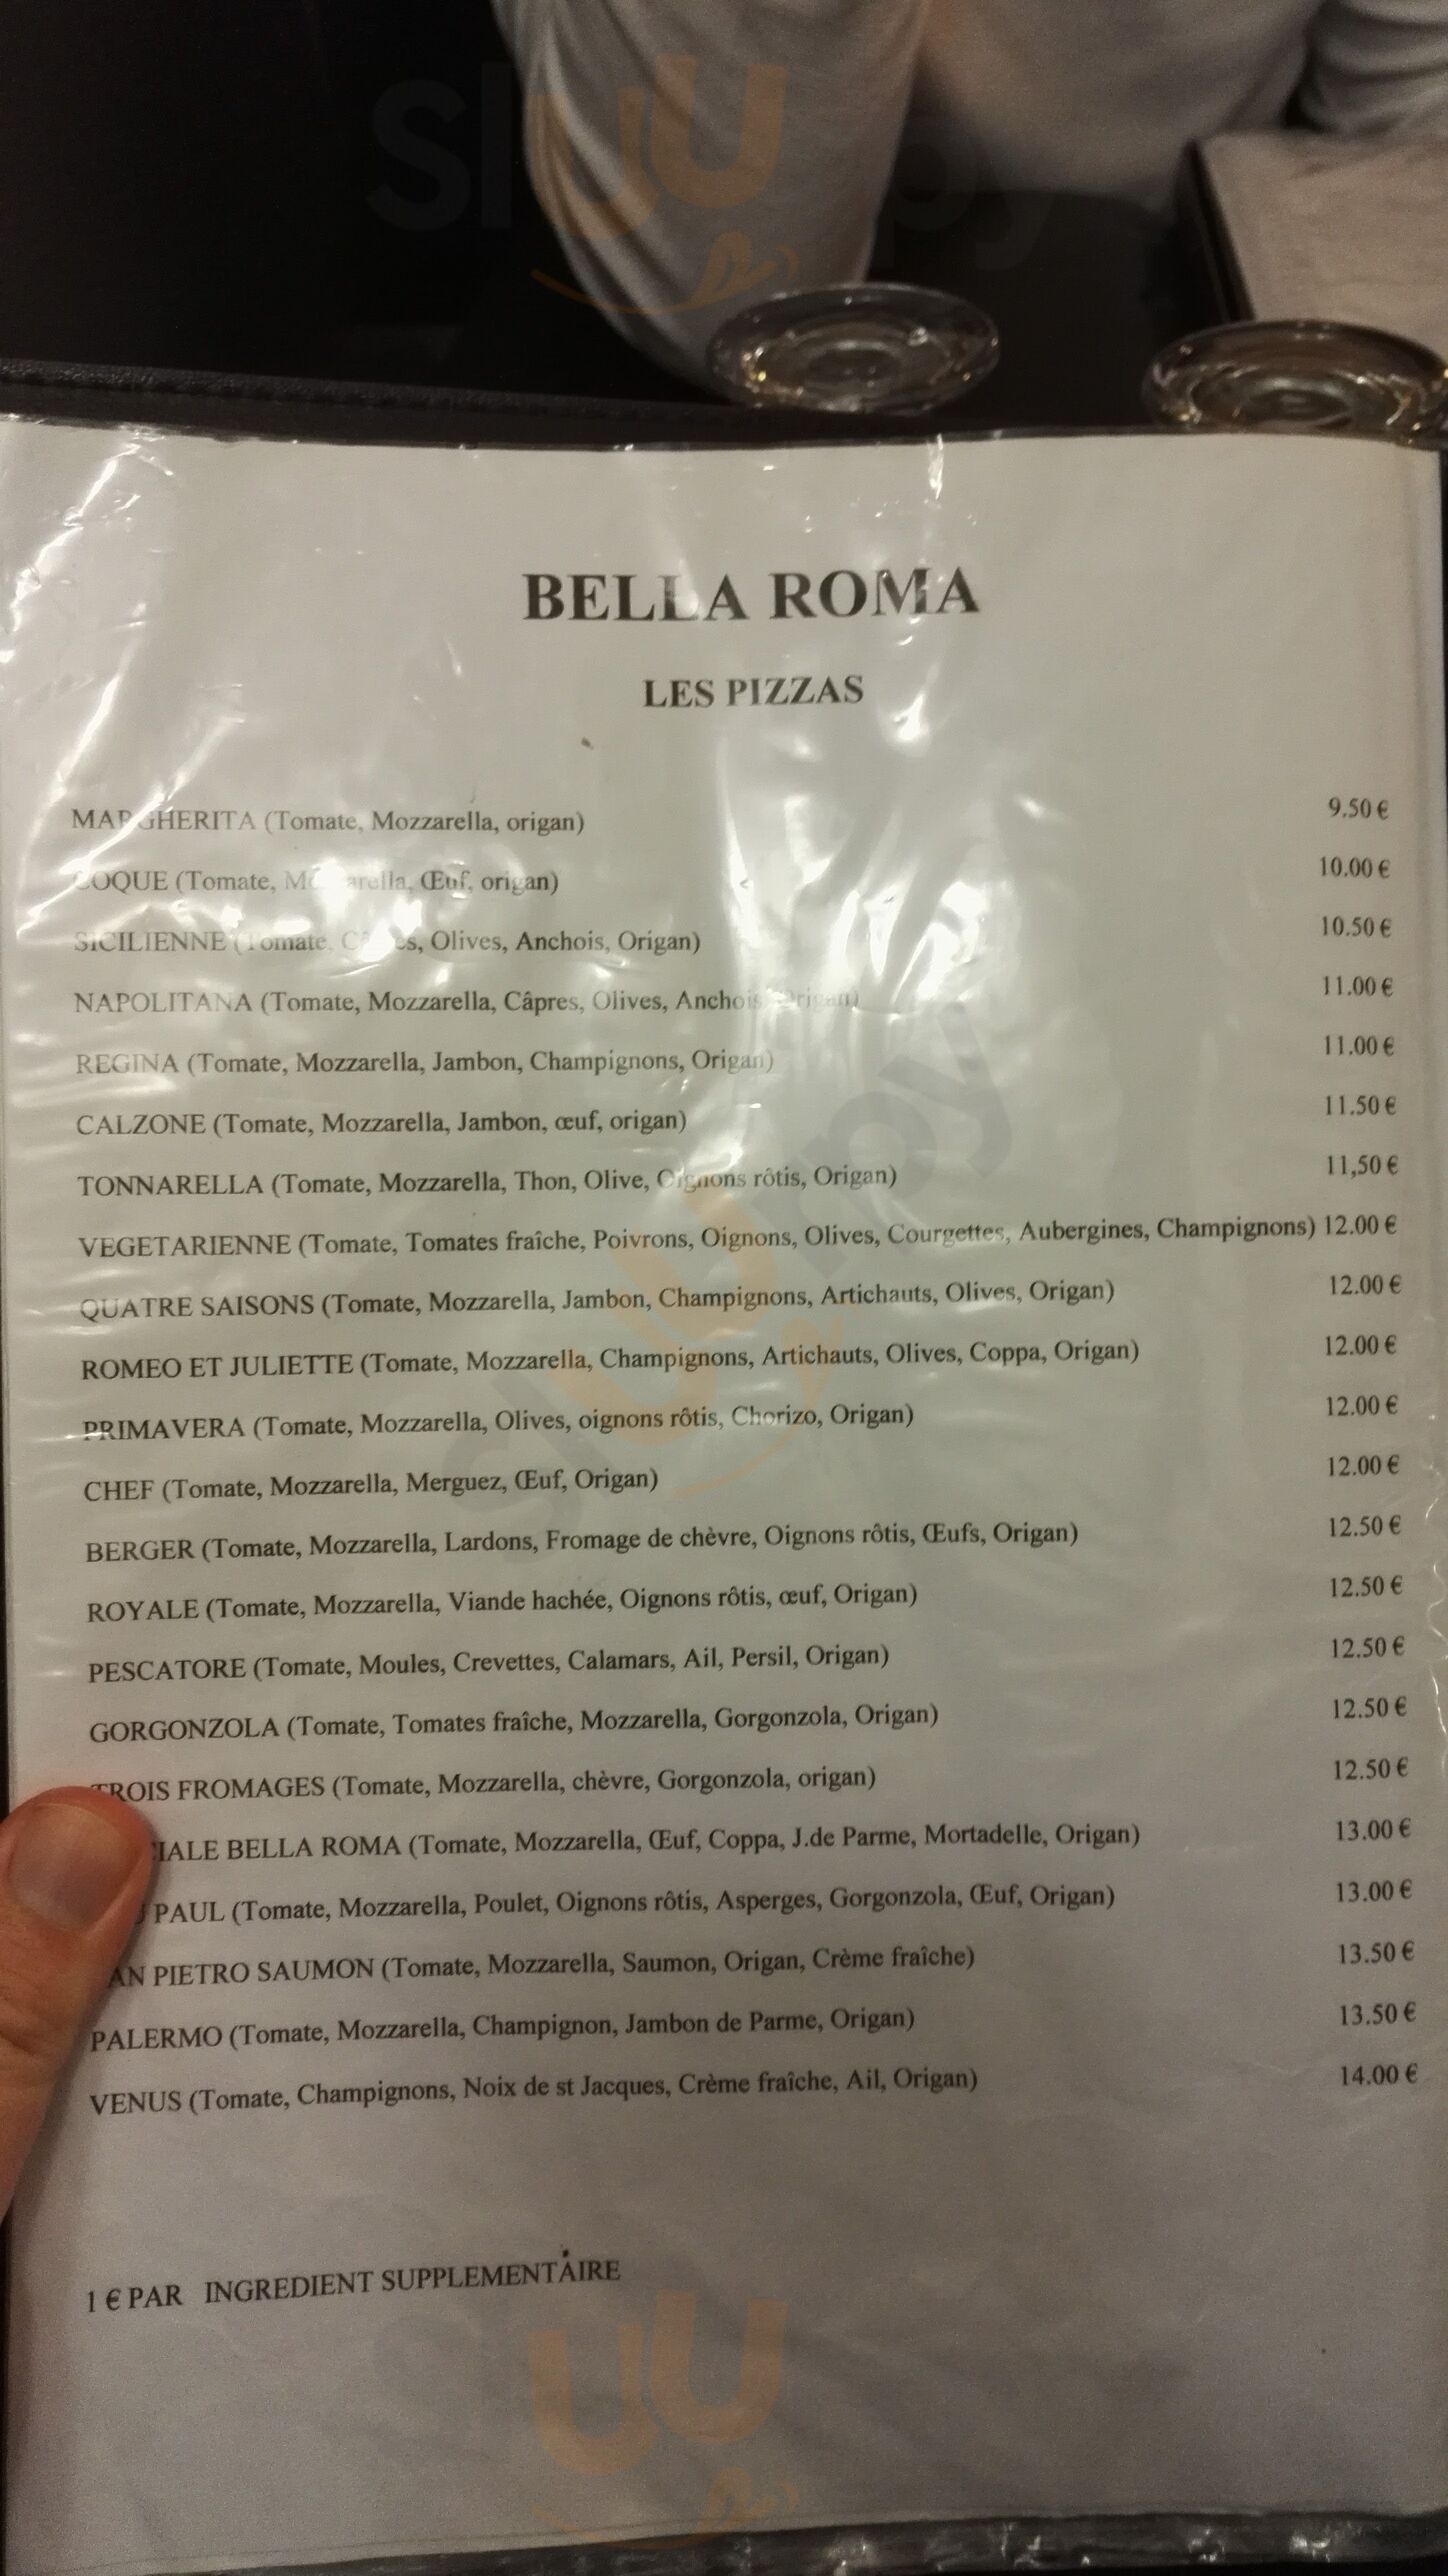 BELLA ROMA
LES PIZZAS
MARGHERITA (Tomate, Mozzarella, origan) 9.50 €
(Tomate, Mozzarella, Œuf, origan) 10.00 €
SICILIENNE (Tomate, Câpres, Olives, Anchois, Origan) 10.50 €
NAPOLITANA (Tomate, Mozzarella, Câpres, Olives, Anchois, Origan) 11.00 €
REGINA (Tomate, Mozzarella, Jambon, Champignons, Origan) 11.00 €
CALZONE (Tomate, Mozzarella, Jambon, œuf, origan) 11.50 €
TONNARELLA (Tomate, Mozzarella, Thon, Olive, Oignons rôtis, Origan) 11,50 €
VEGETARIENNE (Tomate, Tomates fraîche, Poivrons, Oignons, Olives, Courgettes, Aubergines, Champignons) 12.00 €
QUATRE SAISONS (Tomate, Mozzarella, Jambon, Champignons, Artichauts, Olives, Origan) 12.00 €
ROMEO ET JULIETTE (Tomate, Mozzarella, Champignons, Artichauts, Olives, Coppa, Origan) 12.00 €
PRIMAVERA (Tomate, Mozzarella, Olives, oignons rôtis, Chorizo, Origan) 12.00 €
CHEF (Tomate, Mozzarella, Merguez, Œuf, Origan) 12.00 €
BERGER (Tomate, Mozzarella, Lardons, Fromage de chèvre, Oignons rôtis, Œufs, Origan) 12.50 €
ROYALE (Tomate, Mozzarella, Viande hachée, Oignons rôtis, œuf, Origan) 12.50 €
PESCATORE (Tomate, Moules, Crevettes, Calamars, Ail, Persil, Origan) 12.50 €
GORGONZOLA (Tomate, Tomates fraîche, Mozzarella, Gorgonzola, Origan) 12.50 €
TROIS FROMAGES (Tomate, Mozzarella, chèvre, Gorgonzola, origan) 12.50 €
BELLA ROMA (Tomate, Mozzarella, Œuf, Coppa, J.de Parme, Mortadelle, Origan) 13.00 €
PAUL (Tomate, Mozzarella, Poulet, Oignons rôtis, Asperges, Gorgonzola, Œuf, Origan) 13.00 €
PIETRO SAUMON (Tomate, Mozzarella, Saumon, Origan, Crème fraîche) 13.50 €
PALERMO (Tomate, Mozzarella, Champignon, Jambon de Parme, Origan) 13.50 €
VENUS (Tomate, Champignons, Noix de st Jacques, Crème fraîche, Ail, Origan) 14.00 €
1 € PAR INGREDIENT SUPPLEMENTAIRE